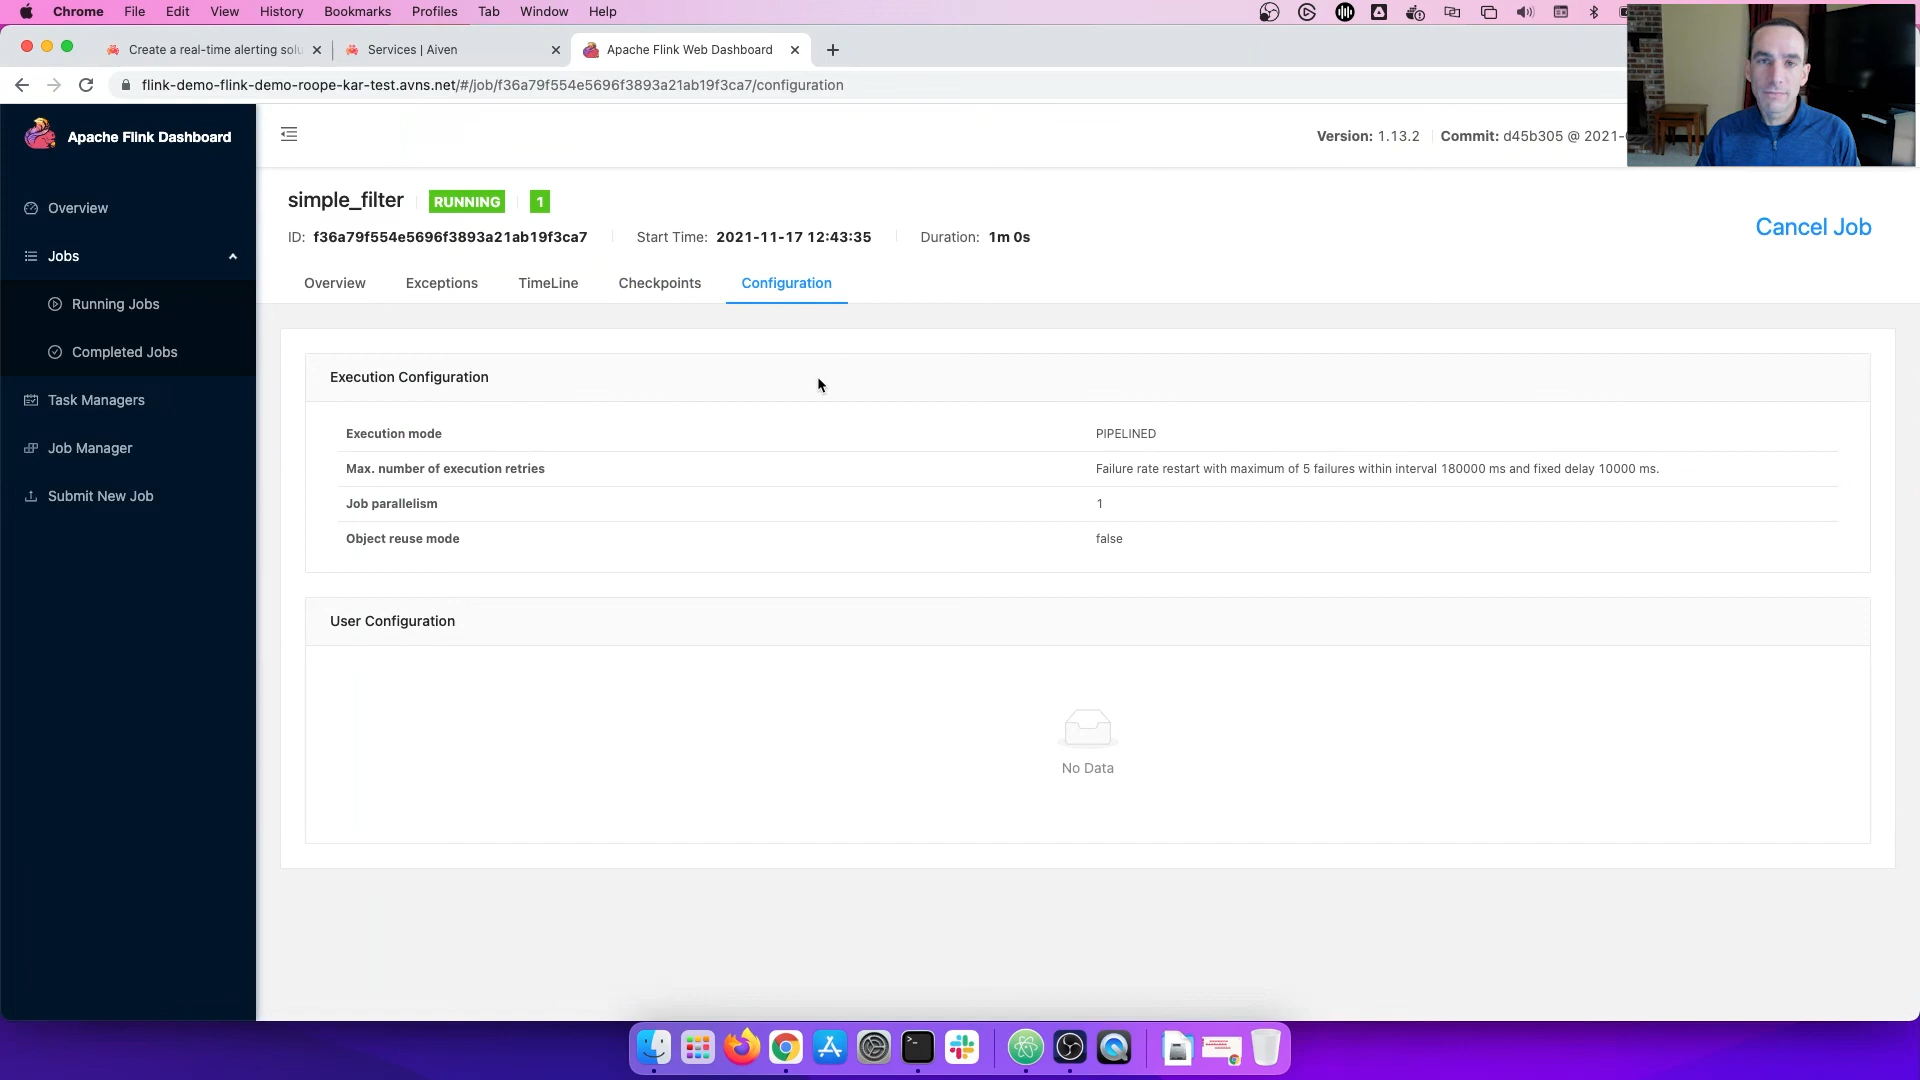 Chrome File Edit View History Bookmarks Profiles Tab Window Help
Create a real-time alerting solu
Services | Aiven
Apache Flink Web Dashboard
flink-demo-flink-demo-roope-kar-test.avns.net/#/job/f36a79f554e5696f3893a21ab19f3ca7/configuration
Apache Flink Dashboard
Version: 1.13.2 Commit: d45b305 @ 2021-
Overview
Jobs
Running Jobs
Completed Jobs
Task Managers
Job Manager
Submit New Job
simple_filter RUNNING 1
ID: f36a79f554e5696f3893a21ab19f3ca7 Start Time: 2021-11-17 12:43:35 Duration: 1m 0s
Cancel Job
Overview Exceptions TimeLine Checkpoints Configuration
Execution Configuration
Execution mode PIPELINED
Max. number of execution retries Failure rate restart with maximum of 5 failures within interval 180000 ms and fixed delay 10000 ms.
Job parallelism 1
Object reuse mode false
User Configuration
No Data